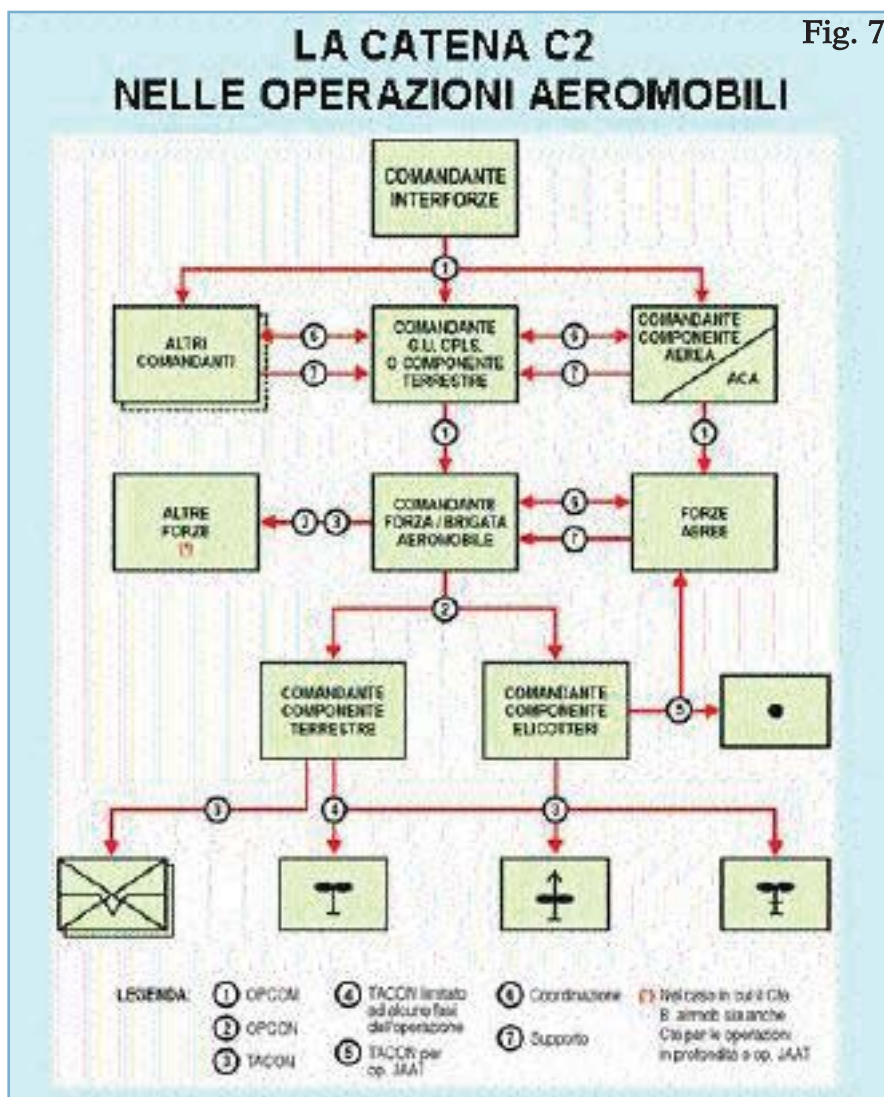 Fig. 7
LA CATENA C2
NELLE OPERAZIONI AEROMOBILI
COMANDANTE
INTERFORZE
1
ALTRI
COMANDANTI
6
7
COMANDANTE
G.U. CPLS.
O COMPONENTE
TERRESTRE
6
7
COMANDANTE
COMPONENTE
AEREA
ACA
1
1
ALTRE
FORZE
(*)
3
COMANDANTE
FORZA / BRIGATA
AEROMOBILE
6
7
FORZE
AEREE
2
COMANDANTE
COMPONENTE
TERRESTRE
COMANDANTE
COMPONENTE
ELICOTTERI
5
3
4
3
LEGENDA:
1 OPCOM
2 OPCON
3 TACON
4 TACON limitato
ad alcune fasi
dell'operazione
5 TACON per
op. JAAT
6 Coordinazione
7 Supporto
(*) Nel caso in cui il Cte
B. aermob. sia anche
Cte per le operazioni
in profondità o op. JAAT